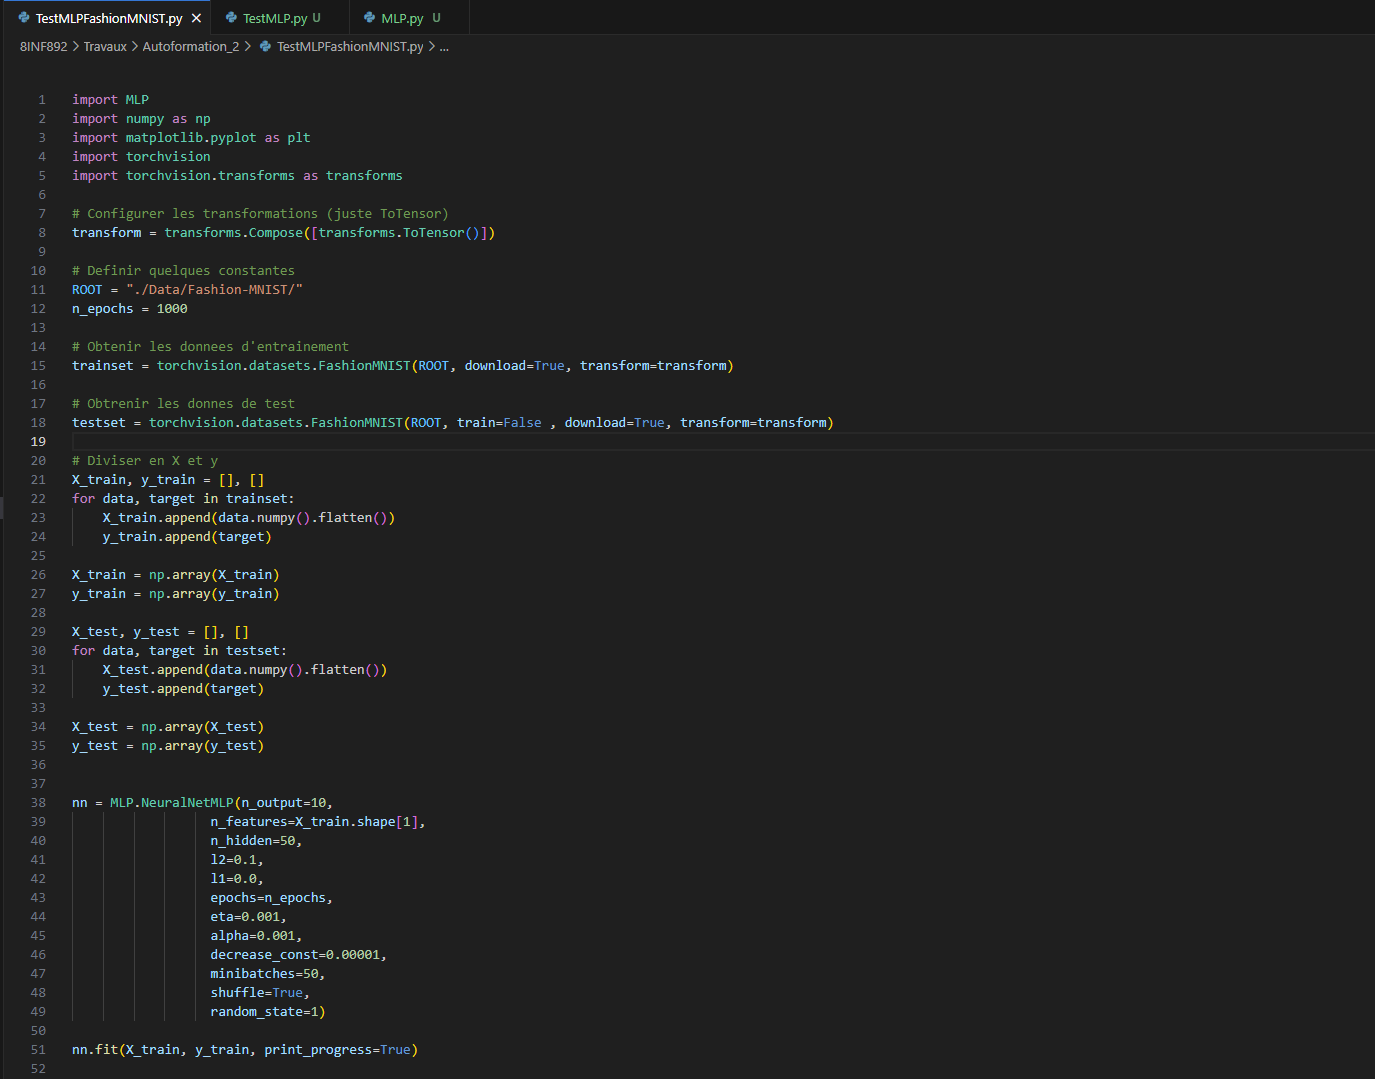 TestMLPFashionMNIST.py × TestMLP.py U MLP.py U
8INF892 > Travaux > Autoformation_2 > TestMLPFashionMNIST.py > ...
1 import MLP
2 import numpy as np
3 import matplotlib.pyplot as plt
4 import torchvision
5 import torchvision.transforms as transforms
6
7 # Configurer les transformations (juste ToTensor)
8 transform = transforms.Compose([transforms.ToTensor()])
9
10 # Definir quelques constantes
11 ROOT = "./Data/Fashion-MNIST/"
12 n_epochs = 1000
13
14 # Obtenir les donnees d'entrainement
15 trainset = torchvision.datasets.FashionMNIST(ROOT, download=True, transform=transform)
16
17 # Obtrenir les donnes de test
18 testset = torchvision.datasets.FashionMNIST(ROOT, train=False , download=True, transform=transform)
19
20 # Diviser en X et y
21 X_train, y_train = [], []
22 for data, target in trainset:
23     X_train.append(data.numpy().flatten())
24     y_train.append(target)
25
26 X_train = np.array(X_train)
27 y_train = np.array(y_train)
28
29 X_test, y_test = [], []
30 for data, target in testset:
31     X_test.append(data.numpy().flatten())
32     y_test.append(target)
33
34 X_test = np.array(X_test)
35 y_test = np.array(y_test)
36
37
38 nn = MLP.NeuralNetMLP(n_output=10,
39                   n_features=X_train.shape[1],
40                   n_hidden=50,
41                   l2=0.1,
42                   l1=0.0,
43                   epochs=n_epochs,
44                   eta=0.001,
45                   alpha=0.001,
46                   decrease_const=0.00001,
47                   minibatches=50,
48                   shuffle=True,
49                   random_state=1)
50
51 nn.fit(X_train, y_train, print_progress=True)
52